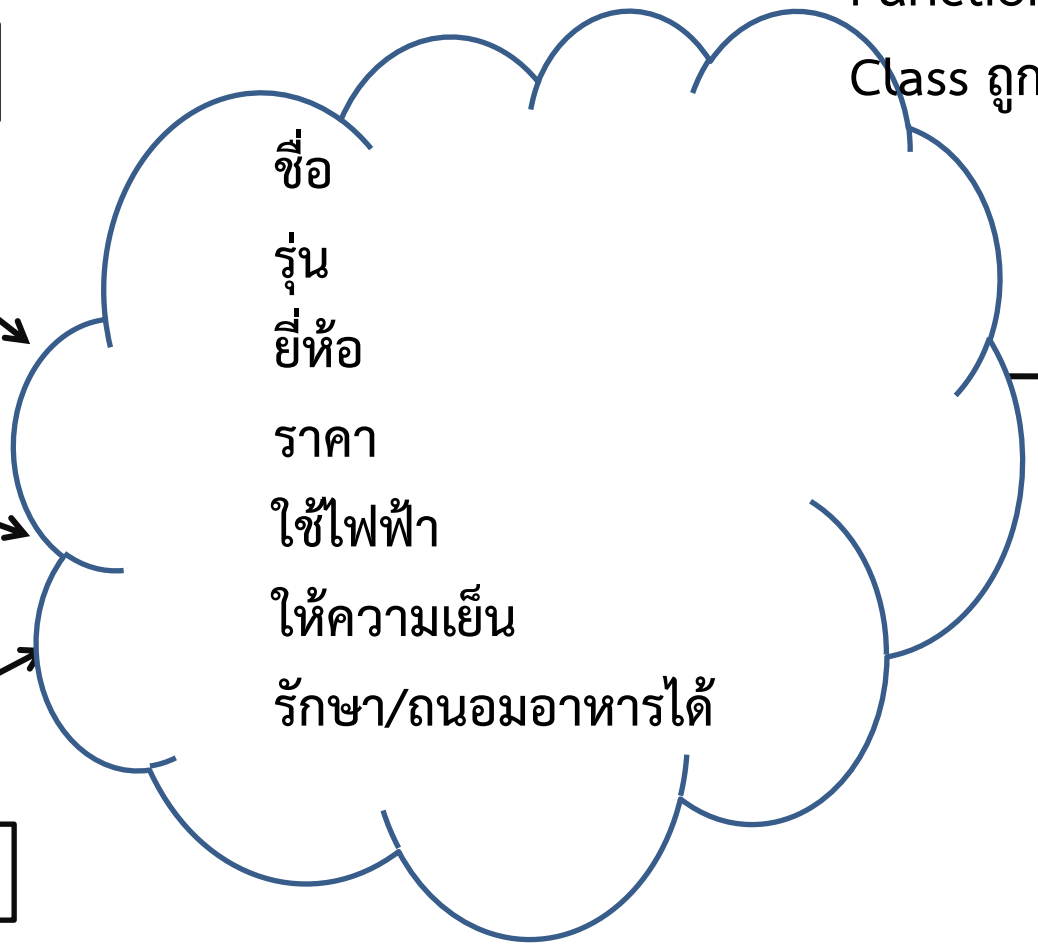 Function
Class ถูก
ชื่อ
รุ่น
ยี่ห้อ
ราคา
ใช้ไฟฟ้า
ให้ความเย็น
รักษา/ถนอมอาหารได้